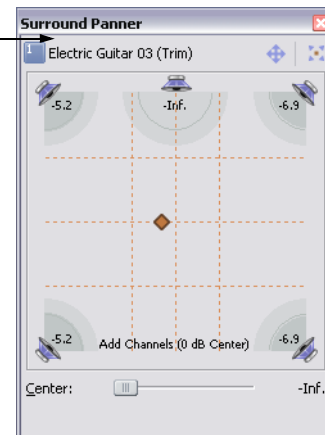 Surround Panner
1 Electric Guitar 03 (Trim)
-5.2 -Inf. -6.9
-5.2 Add Channels (0 dB Center) -6.9
Center: -Inf.